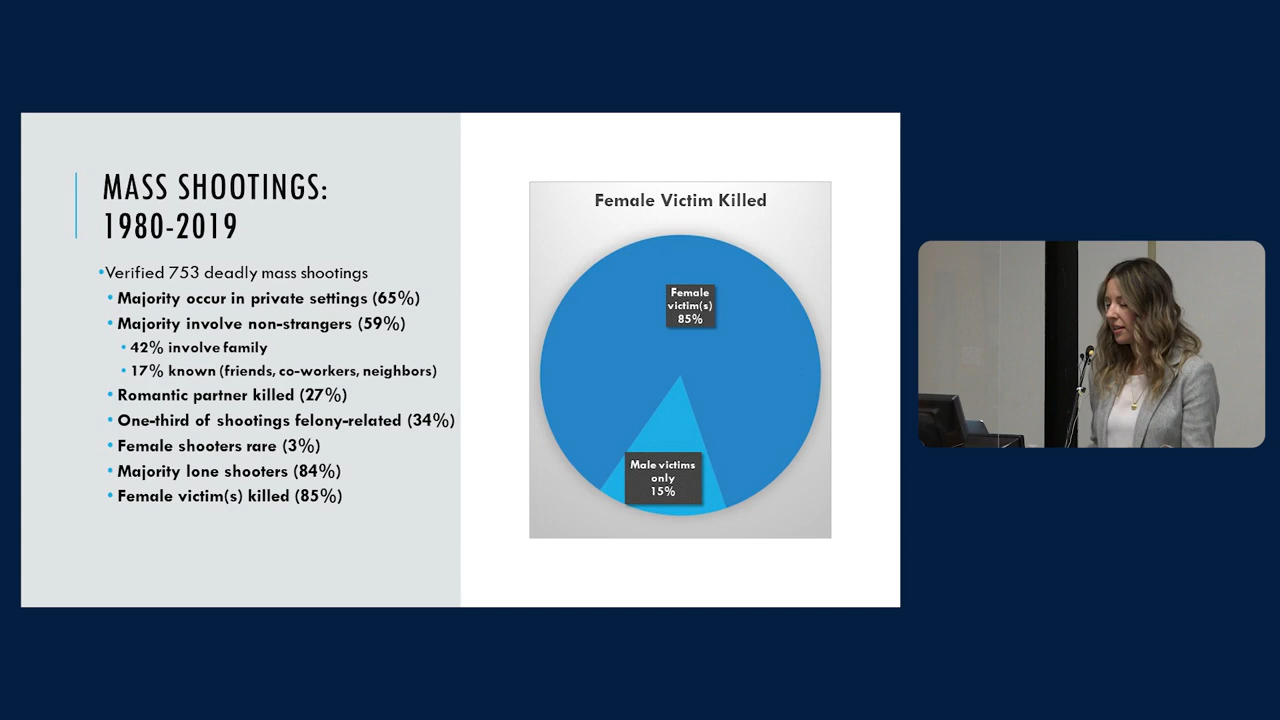 MASS SHOOTINGS:
1980-2019
•Verified 753 deadly mass shootings
• Majority occur in private settings (65%)
• Majority involve non-strangers (59%)
• 42% involve family
• 17% known (friends, co-workers, neighbors)
• Romantic partner killed (27%)
• One-third of shootings felony-related (34%)
• Female shooters rare (3%)
• Majority lone shooters (84%)
• Female victim(s) killed (85%)
Female Victim Killed
Female
victim(s)
85%
Male victims
only
15%